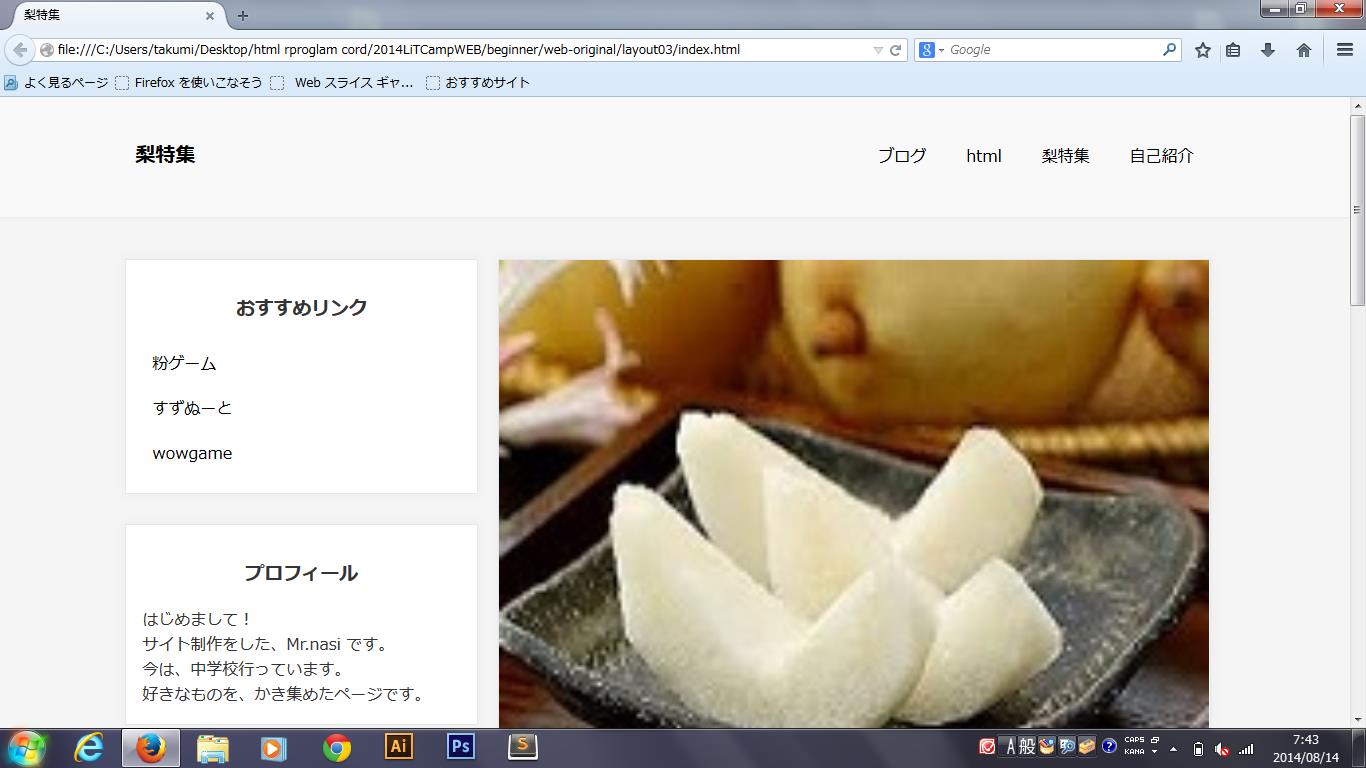 梨特集
file:///C:/Users/takumi/Desktop/html rproglam cord/2014LiTCampWEB/beginner/web-original/layout03/index.html
Google
よく見るページ
Firefox を使いこなそう
Web スライス ギャ...
おすすめサイト
梨特集
ブログ
html
梨特集
自己紹介
おすすめリンク
粉ゲーム
すずぬーと
wowgame
プロフィール
はじめまして！
サイト制作をした、Mr.nasi です。
今は、中学校行っています。
好きなものを、かき集めたページです。
Ai
Ps
S
A 般
CAPS
KANA
7:43
2014/08/14